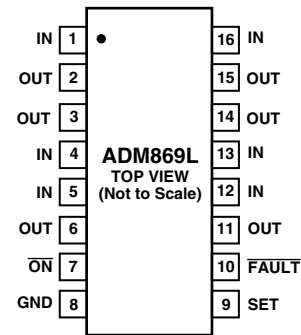 IN 1 16 IN
OUT 2 15 OUT
OUT 3 14 OUT
IN 4 ADM869L 13 IN
TOP VIEW
IN 5 (Not to Scale) 12 IN
OUT 6 11 OUT
ON 7 10 FAULT
GND 8 9 SET